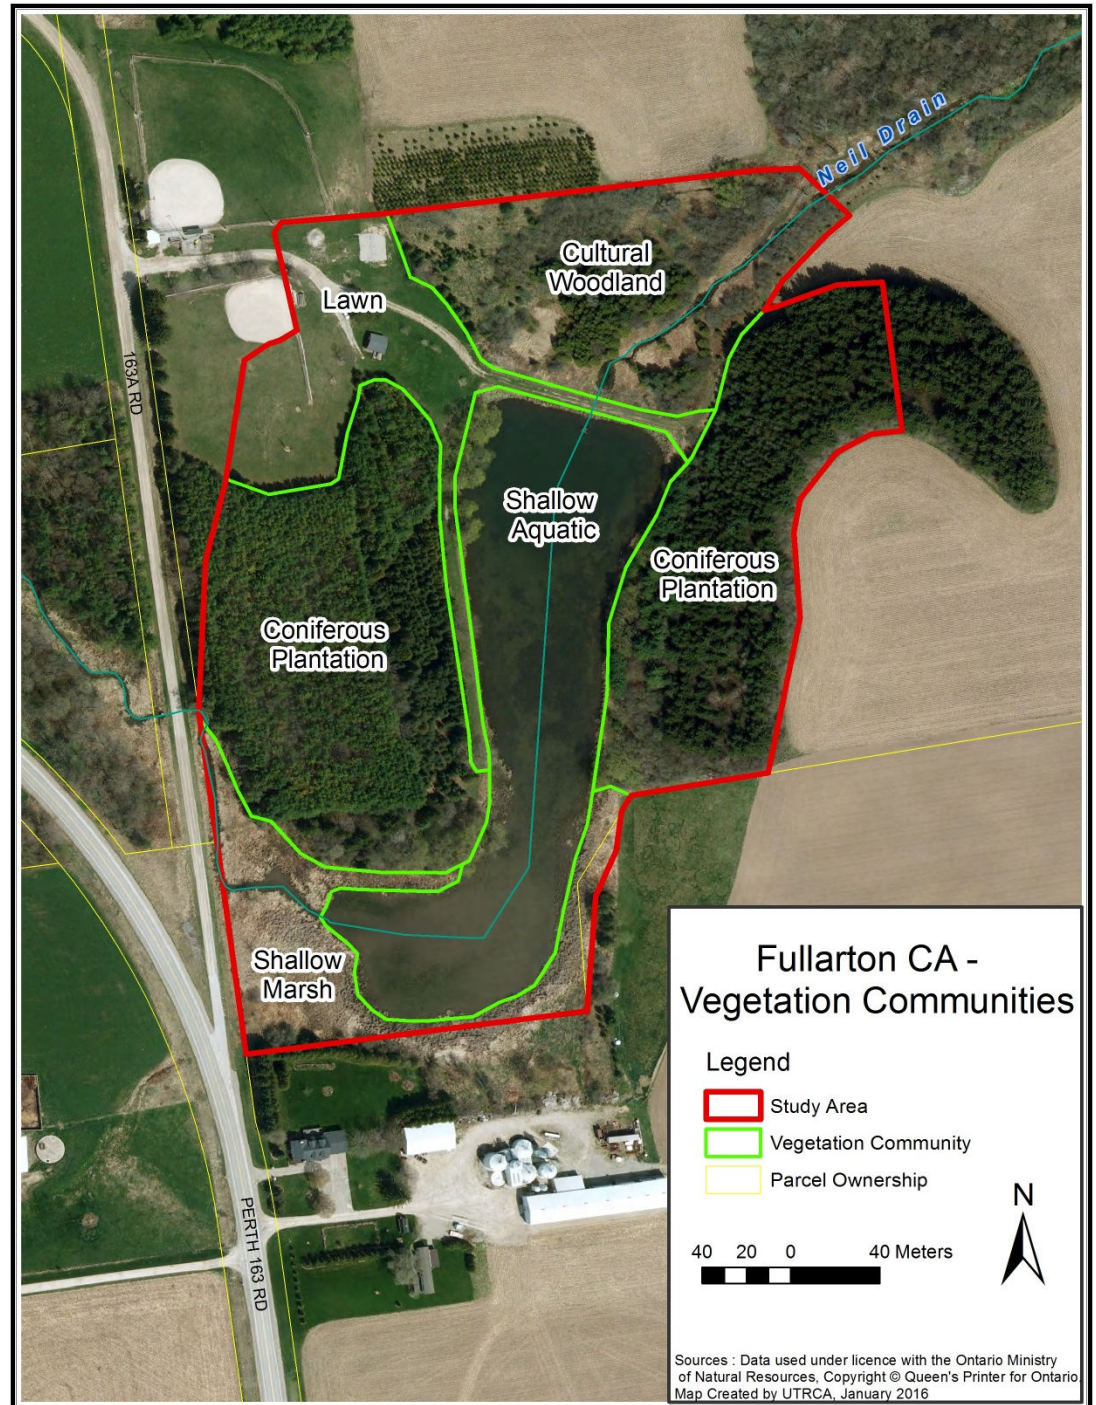 Neil Drain
Cultural
Woodland
Lawn
163A RD
Shallow
Aquatic
Coniferous
Plantation
Coniferous
Plantation
Shallow
Marsh
PERTH 163 RD
Fullarton CA -
Vegetation Communities
Legend
Study Area
Vegetation Community
Parcel Ownership
N
40 20 0 40 Meters
Sources : Data used under licence with the Ontario Ministry
of Natural Resources, Copyright © Queen's Printer for Ontario.
Map Created by UTRCA, January 2016